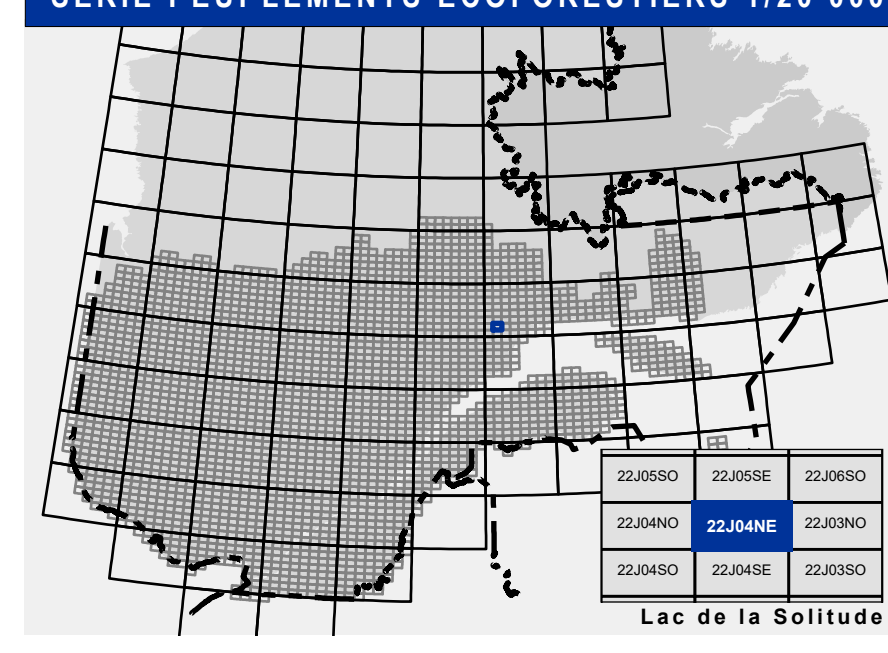 SÉRIE PEUPLEMENTS ÉCOFORESTIERS 1/20 000
22J05SO 22J05SE 22J06SO
22J04NO 22J04NE 22J03NO
22J04SO 22J04SE 22J03SO
Lac de la Solitude